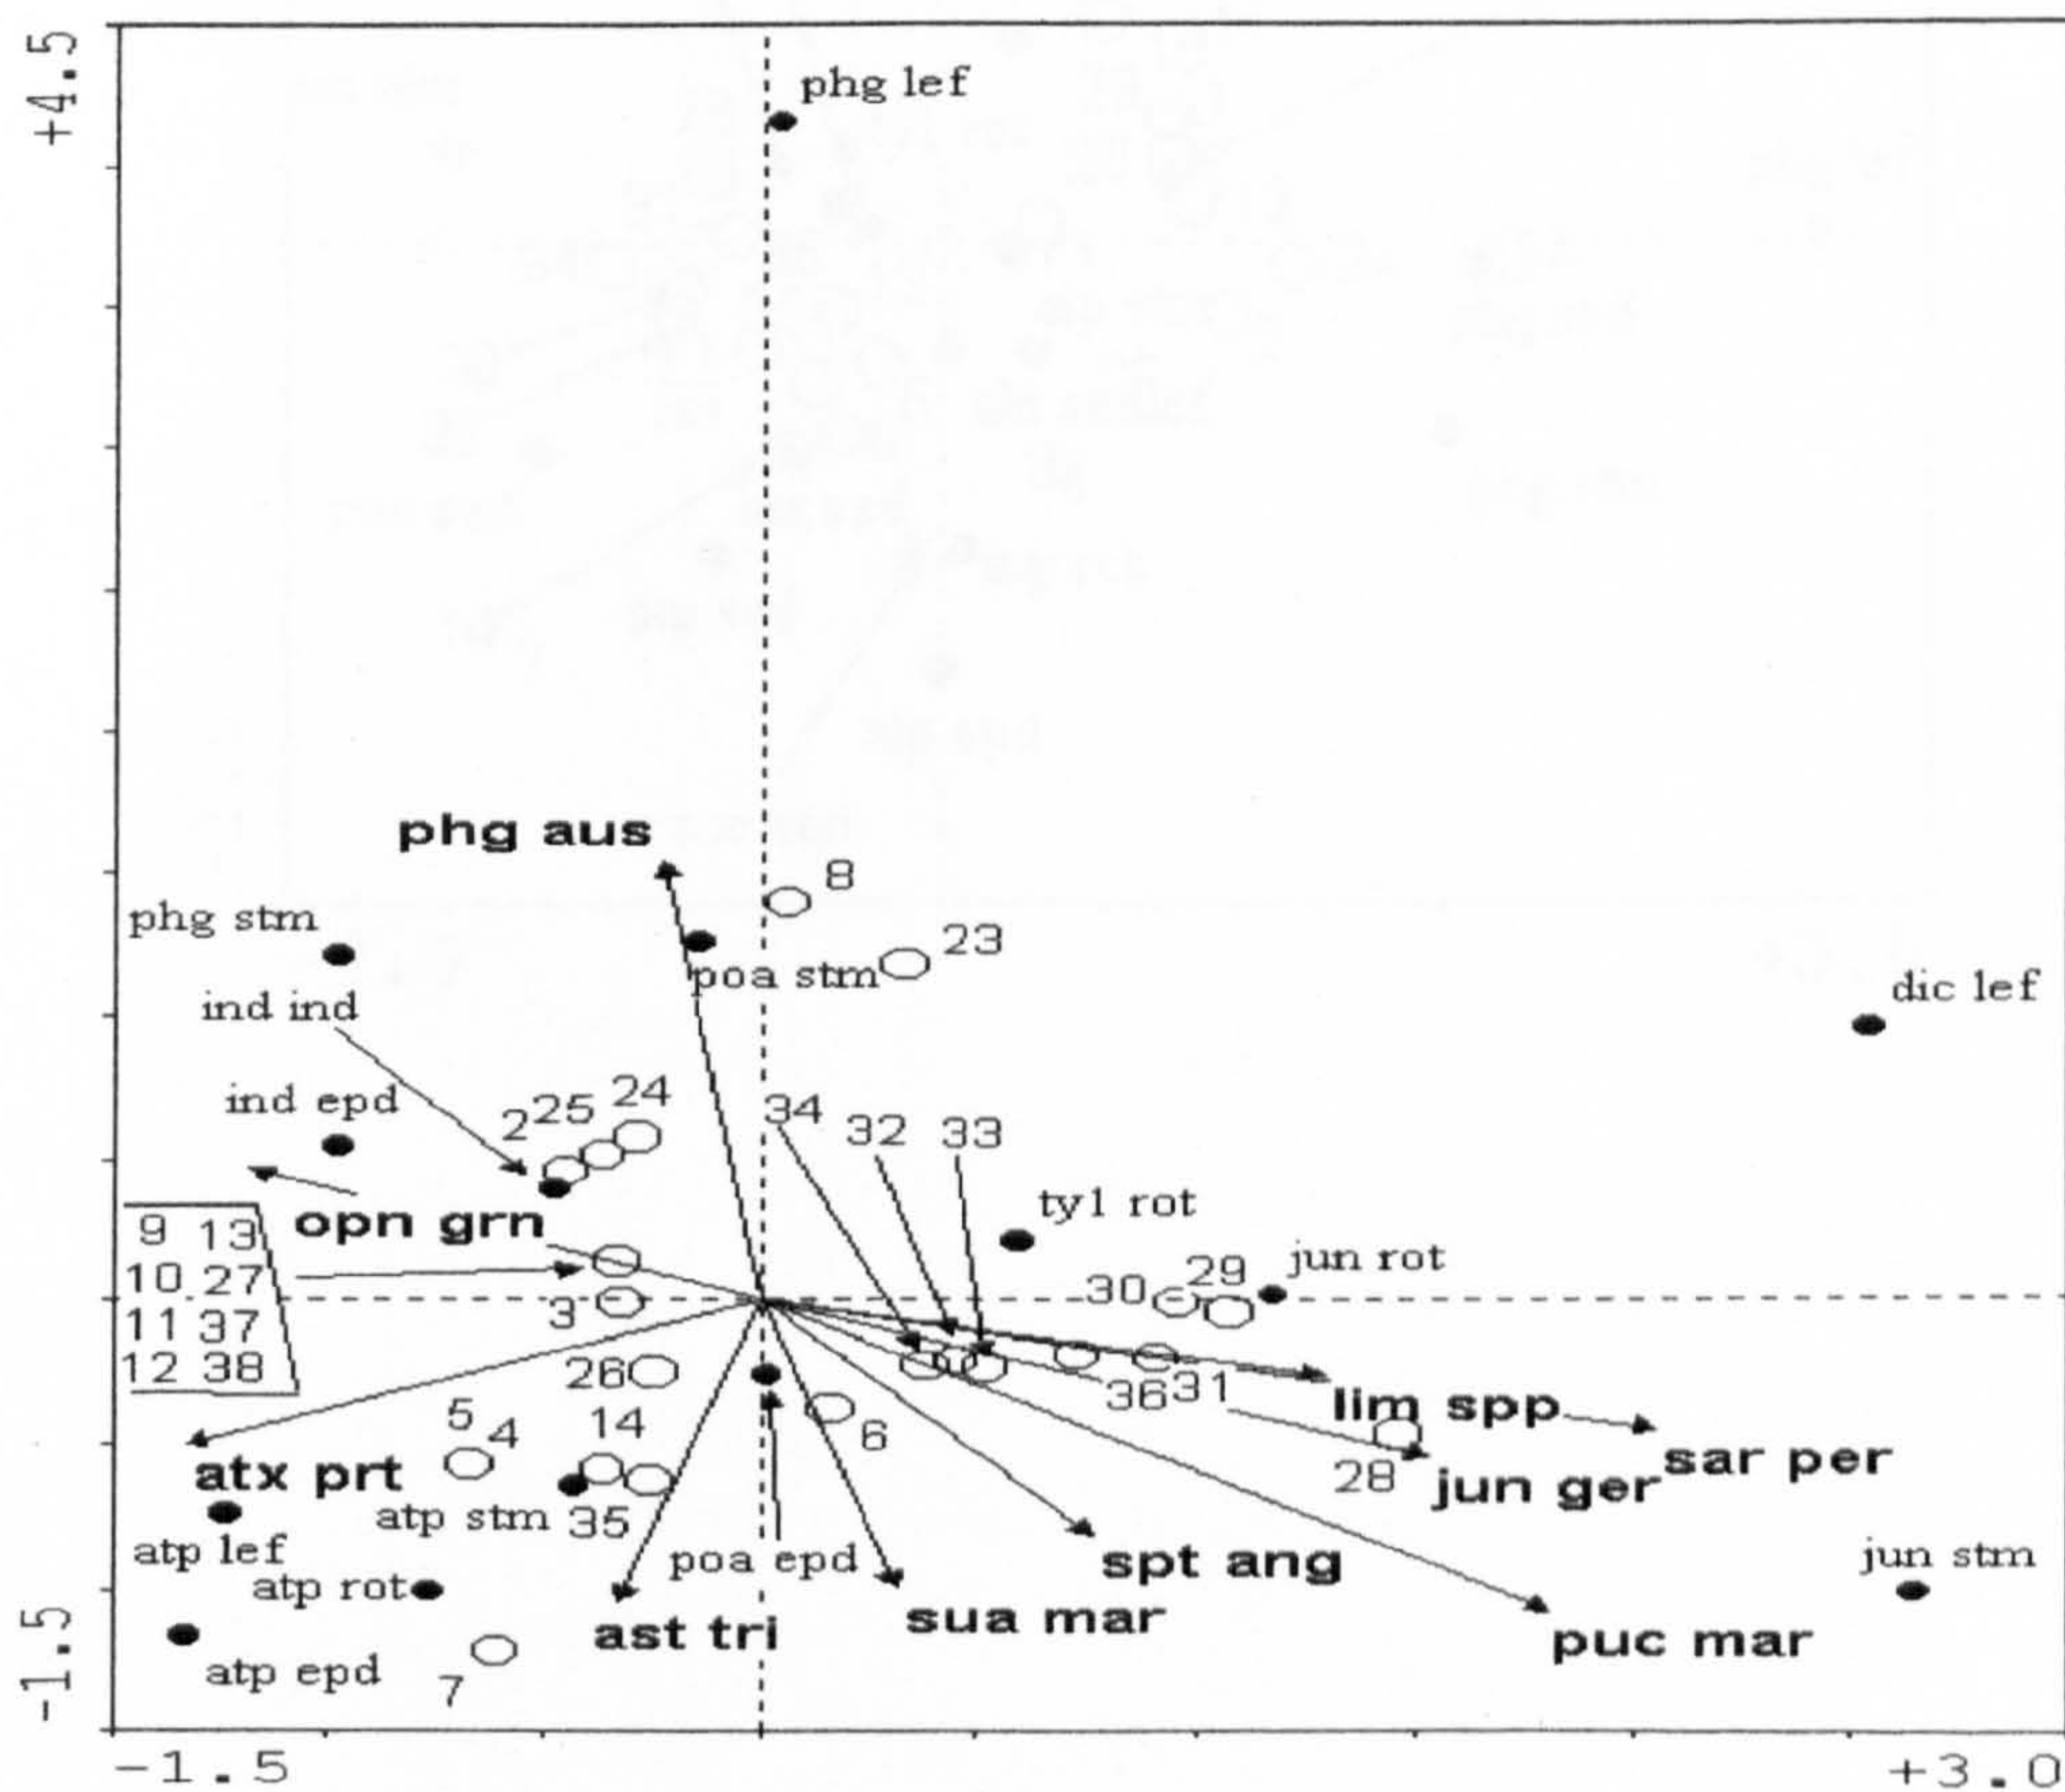 +4.5
phg lef
phg aus
8
phg stm
23
poa stm
ind ind
dic lef
ind epd
2 25 24
34 32 33
tyl rot
opn grn
9 13
10 27
11 37
12 38
30 29 jun rot
3
26
36 31
lim spp
5 4 14
6
atx prt
28
sar per
jun ger
atp stm 35
atp lef
poa epd
spt ang
jun stm
atp rot
ast tri
sua mar
puc mar
atp epd
7
-1.5
-1.5
+3.0